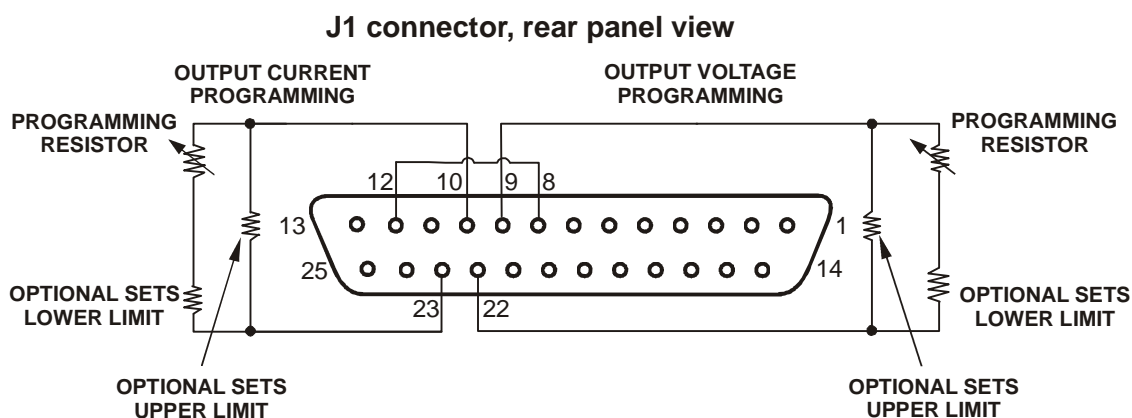 J1 connector, rear panel view
OUTPUT CURRENT
PROGRAMMING
OUTPUT VOLTAGE
PROGRAMMING
PROGRAMMING
RESISTOR
PROGRAMMING
RESISTOR
12 10 9 8
13
1
25
14
23 22
OPTIONAL SETS
LOWER LIMIT
OPTIONAL SETS
LOWER LIMIT
OPTIONAL SETS
UPPER LIMIT
OPTIONAL SETS
UPPER LIMIT